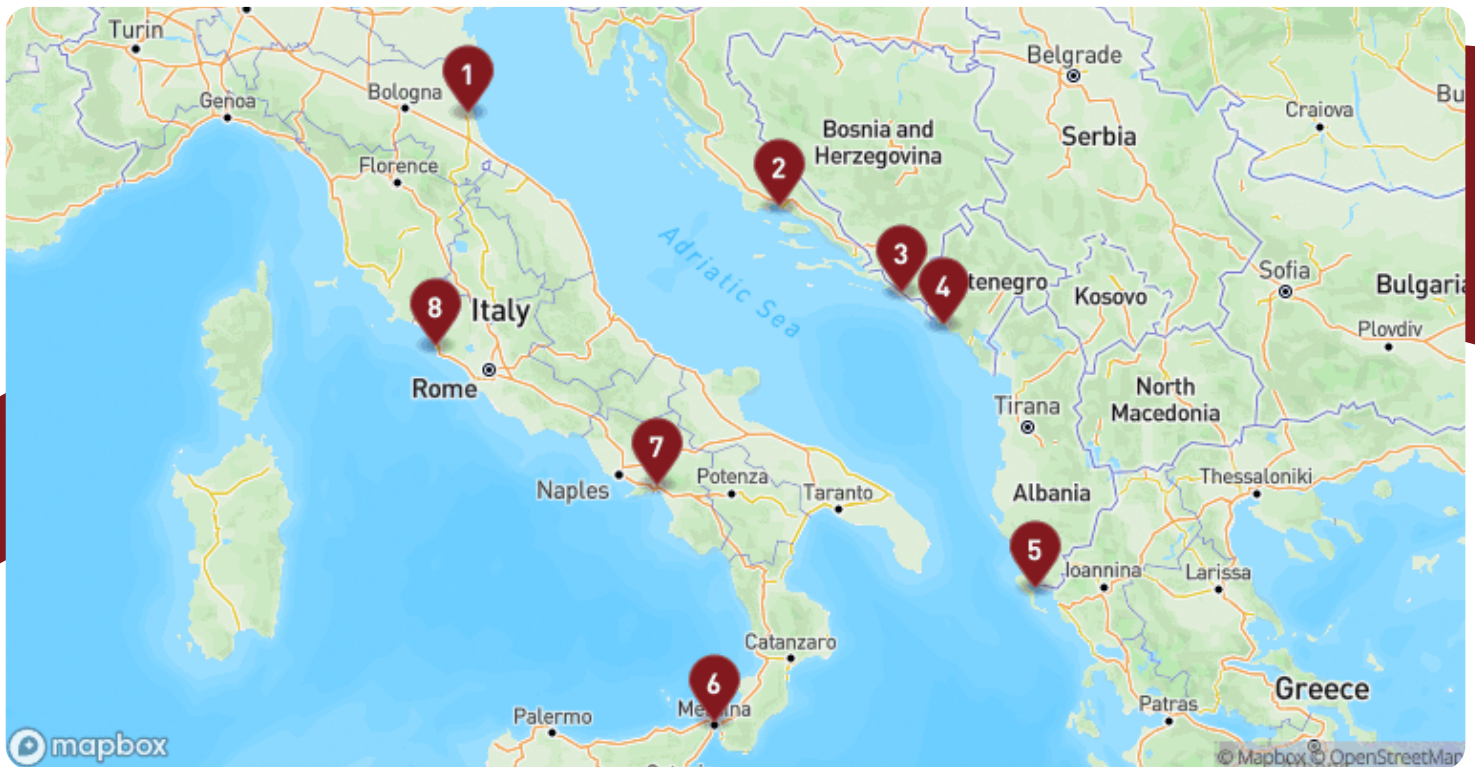 Turin
1
Belgrade
Bologna
Genoa
Craiova
Bu
Bosnia and
Herzegovina
Serbia
Florence
2
Adriatic Sea
3
4
tenegro
Kosovo
Sofia
Bulgaria
8
Italy
Plovdiv
Rome
North
Macedonia
Tirana
7
Naples
Potenza
Taranto
Thessaloniki
Albania
5
Ioannina
Larissa
Catanzaro
6
Messina
Palermo
Greece
Patras
mapbox
© Mapbox © OpenStreetMap